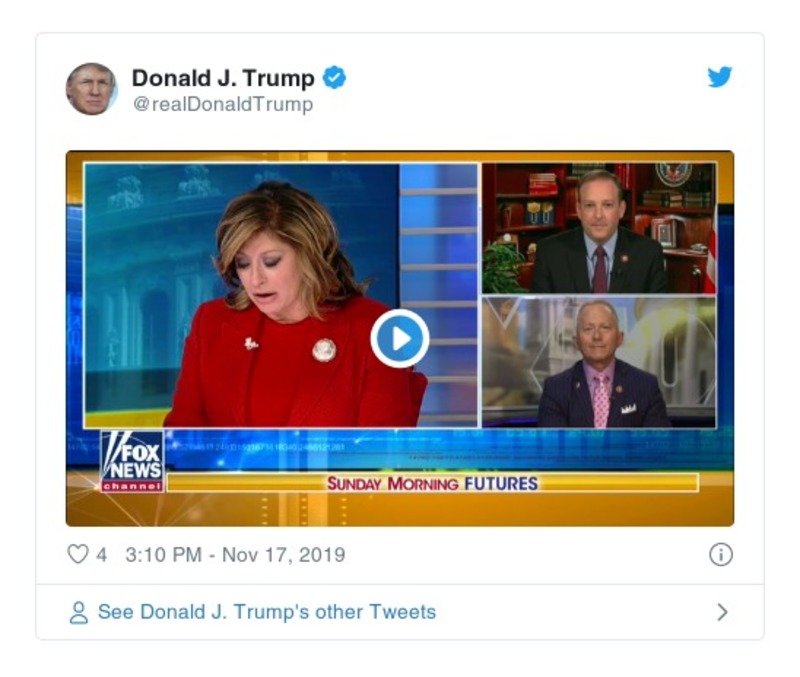 Donald J. Trump
@realDonaldTrump
FOX
NEWS
channel
SUNDAY MORNING FUTURES
4 3:10 PM - Nov 17, 2019
See Donald J. Trump's other Tweets